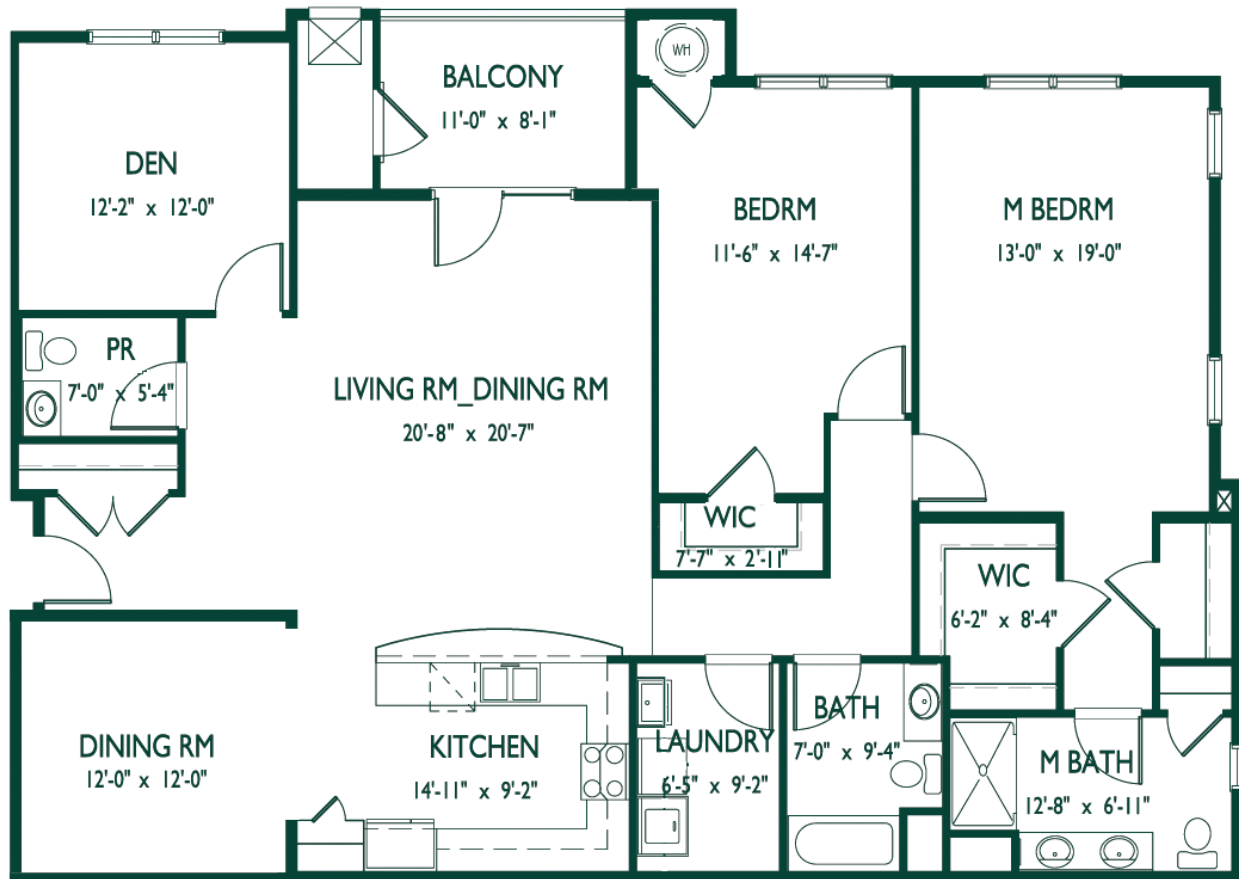 WH
BALCONY
11'-0" x 8'-1"
DEN
12'-2" x 12'-0"
BEDRM
11'-6" x 14'-7"
M BEDRM
13'-0" x 19'-0"
PR
7'-0" x 5'-4"
LIVING RM_DINING RM
20'-8" x 20'-7"
WIC
7'-7" x 2'-11"
WIC
6'-2" x 8'-4"
DINING RM
12'-0" x 12'-0"
KITCHEN
14'-11" x 9'-2"
LAUNDRY
6'-5" x 9'-2"
BATH
7'-0" x 9'-4"
M BATH
12'-8" x 6'-11"